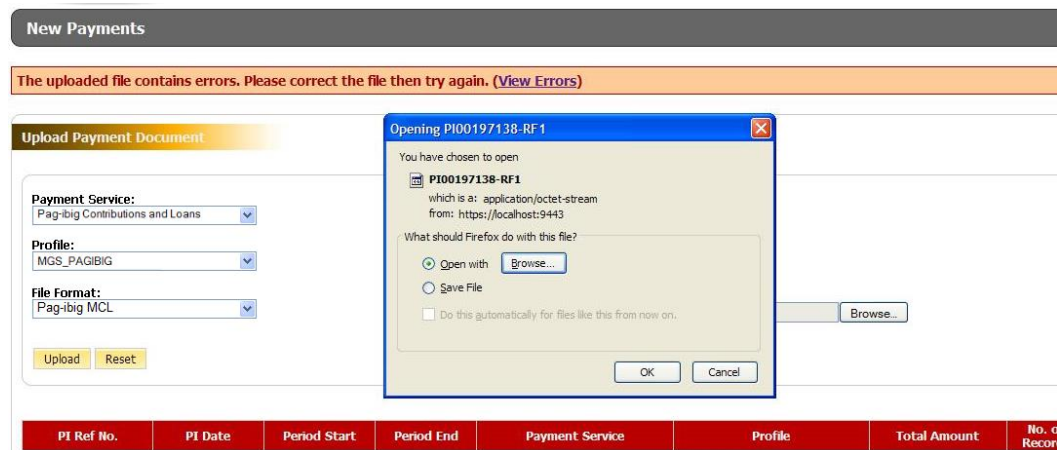 New Payments
The uploaded file contains errors. Please correct the file then try again. (View Errors)
Upload Payment Document
Payment Service:
Pag-ibig Contributions and Loans
Profile:
MGS_PAGIBIG
File Format:
Pag-ibig MCL
Upload Reset
Opening PI00197138-RF1
You have chosen to open
PI00197138-RF1
which is a: application/octet-stream
from: https://localhost:9443
What should Firefox do with this file?
Open with Browse...
Save File
Do this automatically for files like this from now on.
OK Cancel
Browse...
PI Ref No. PI Date Period Start Period End Payment Service Profile Total Amount No. o
Recor